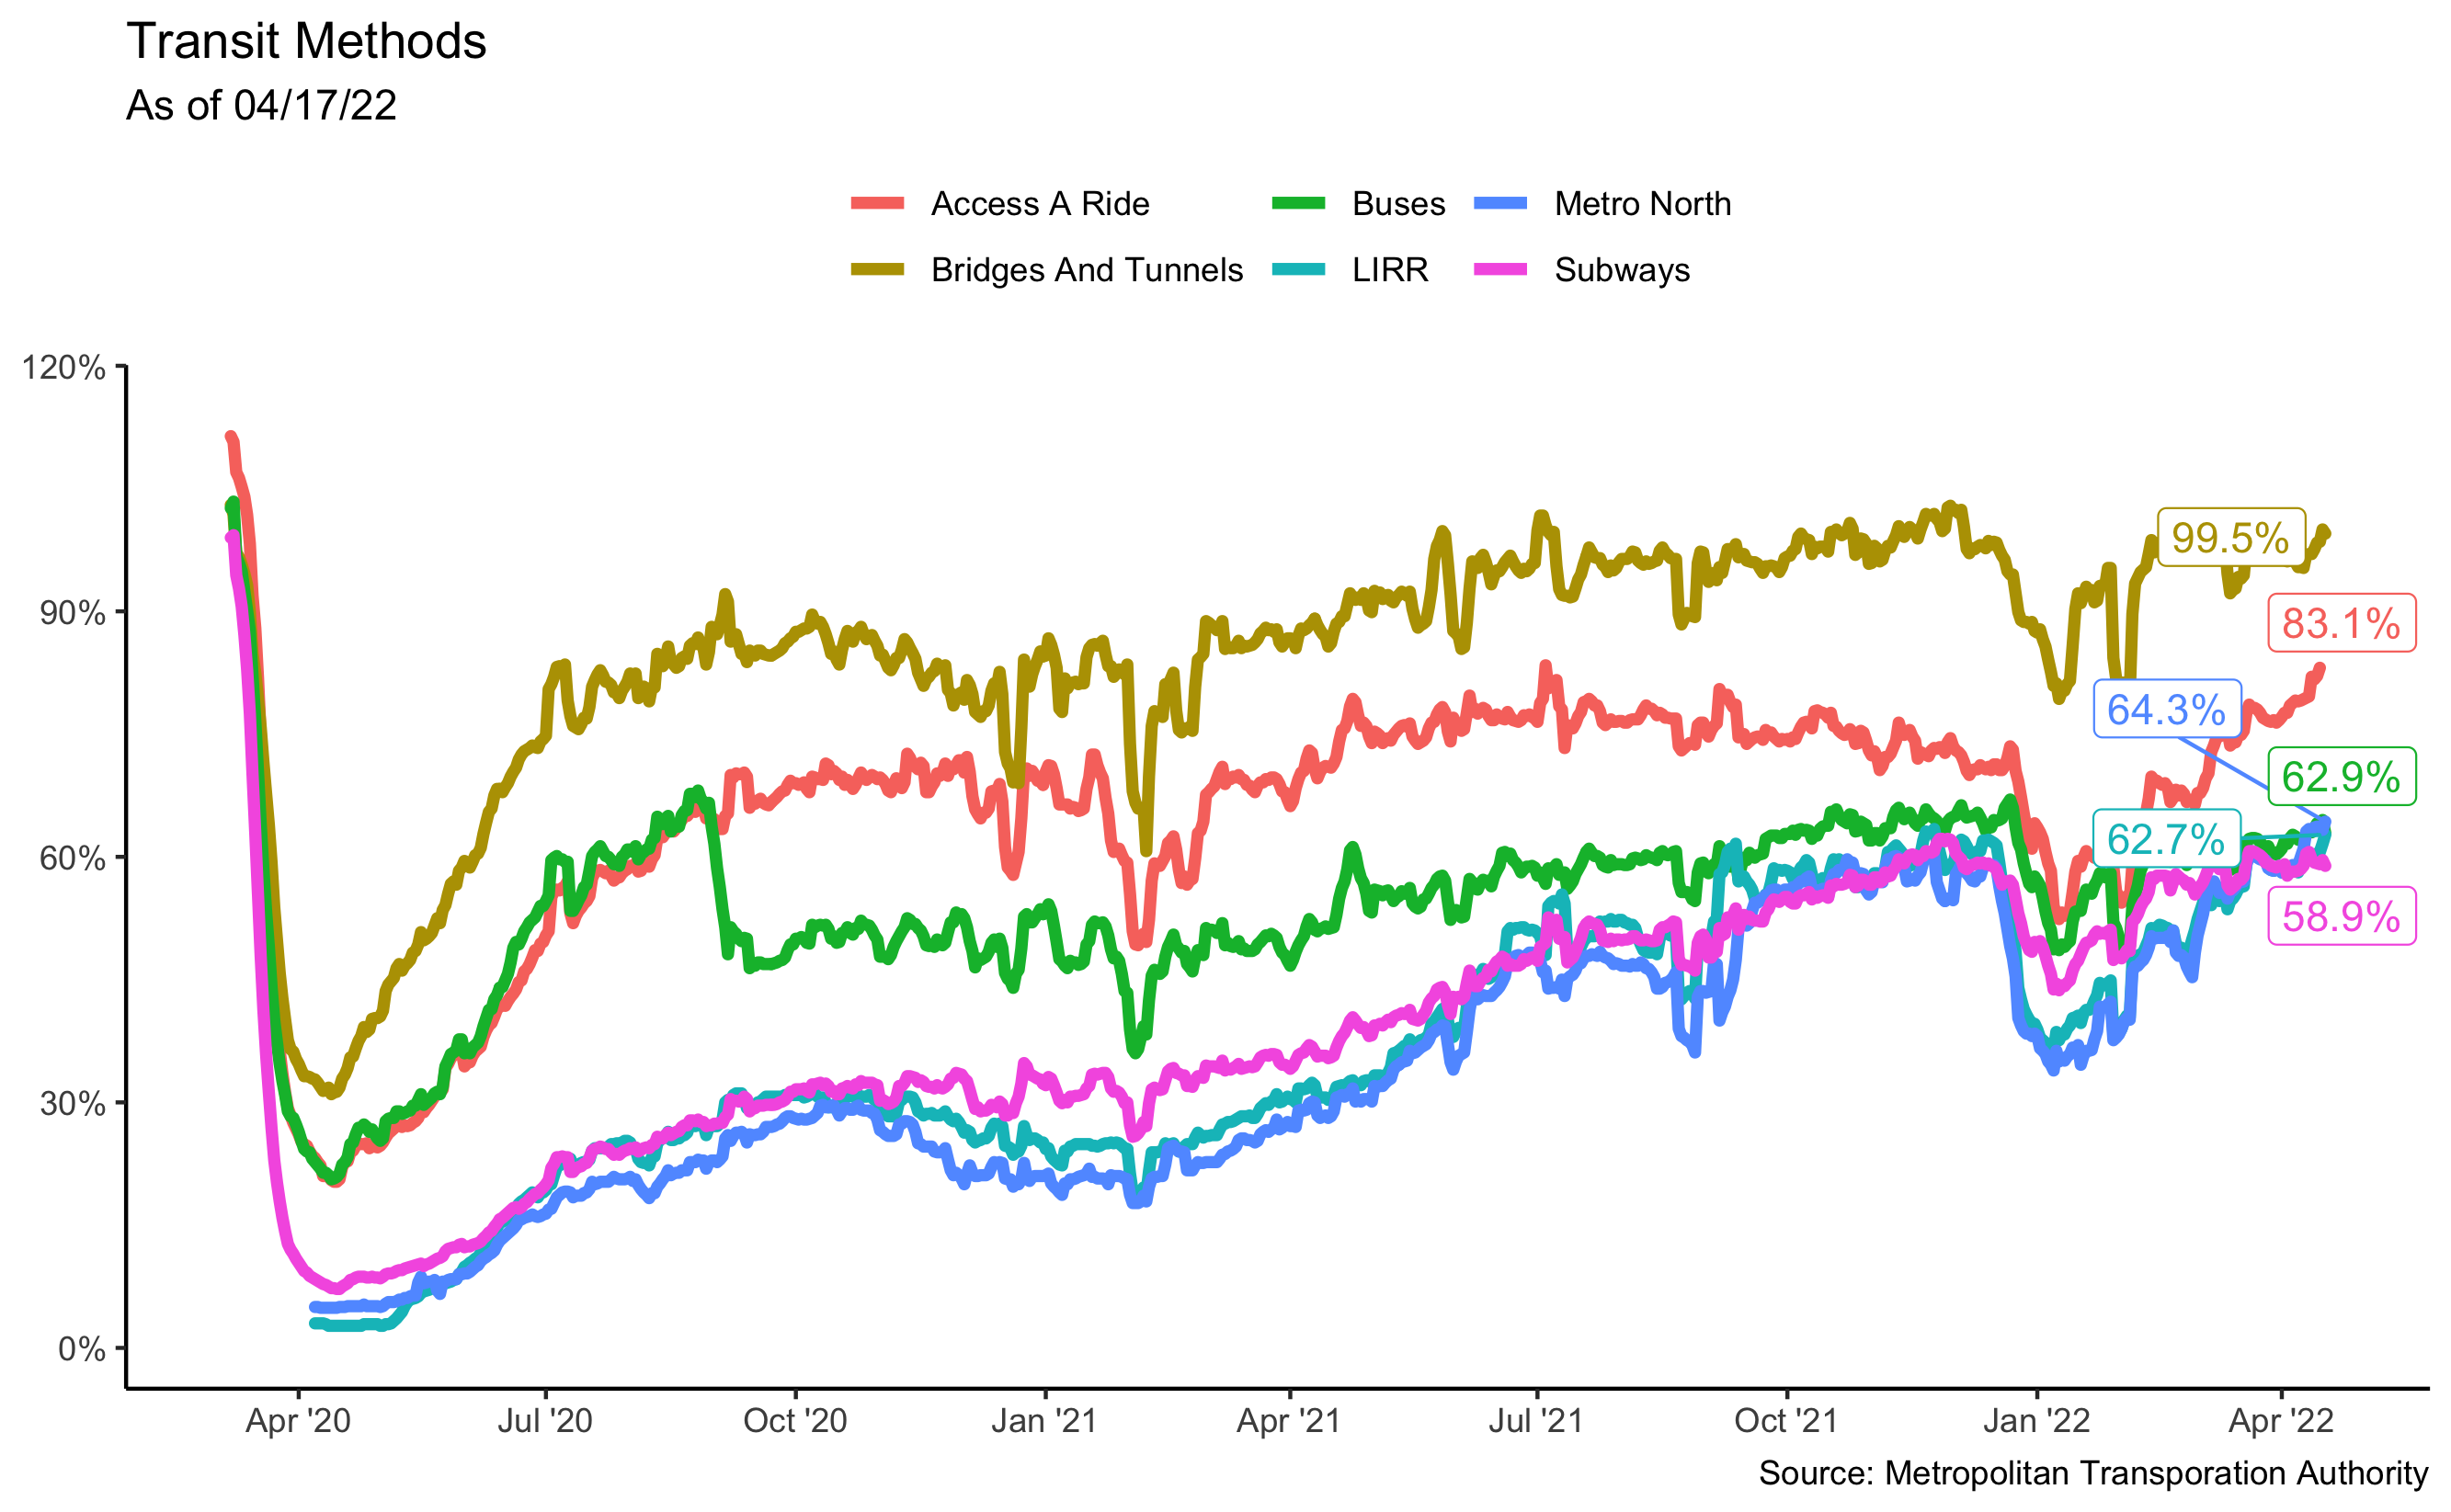 Transit Methods
As of 04/17/22
Access A Ride
Buses
Metro North
Bridges And Tunnels
LIRR
Subways
120%
90%
60%
30%
0%
99.5%
83.1%
64.3%
62.9%
62.7%
58.9%
Apr '20
Jul '20
Oct '20
Jan '21
Apr '21
Jul '21
Oct '21
Jan '22
Apr '22
Source: Metropolitan Transporation Authority